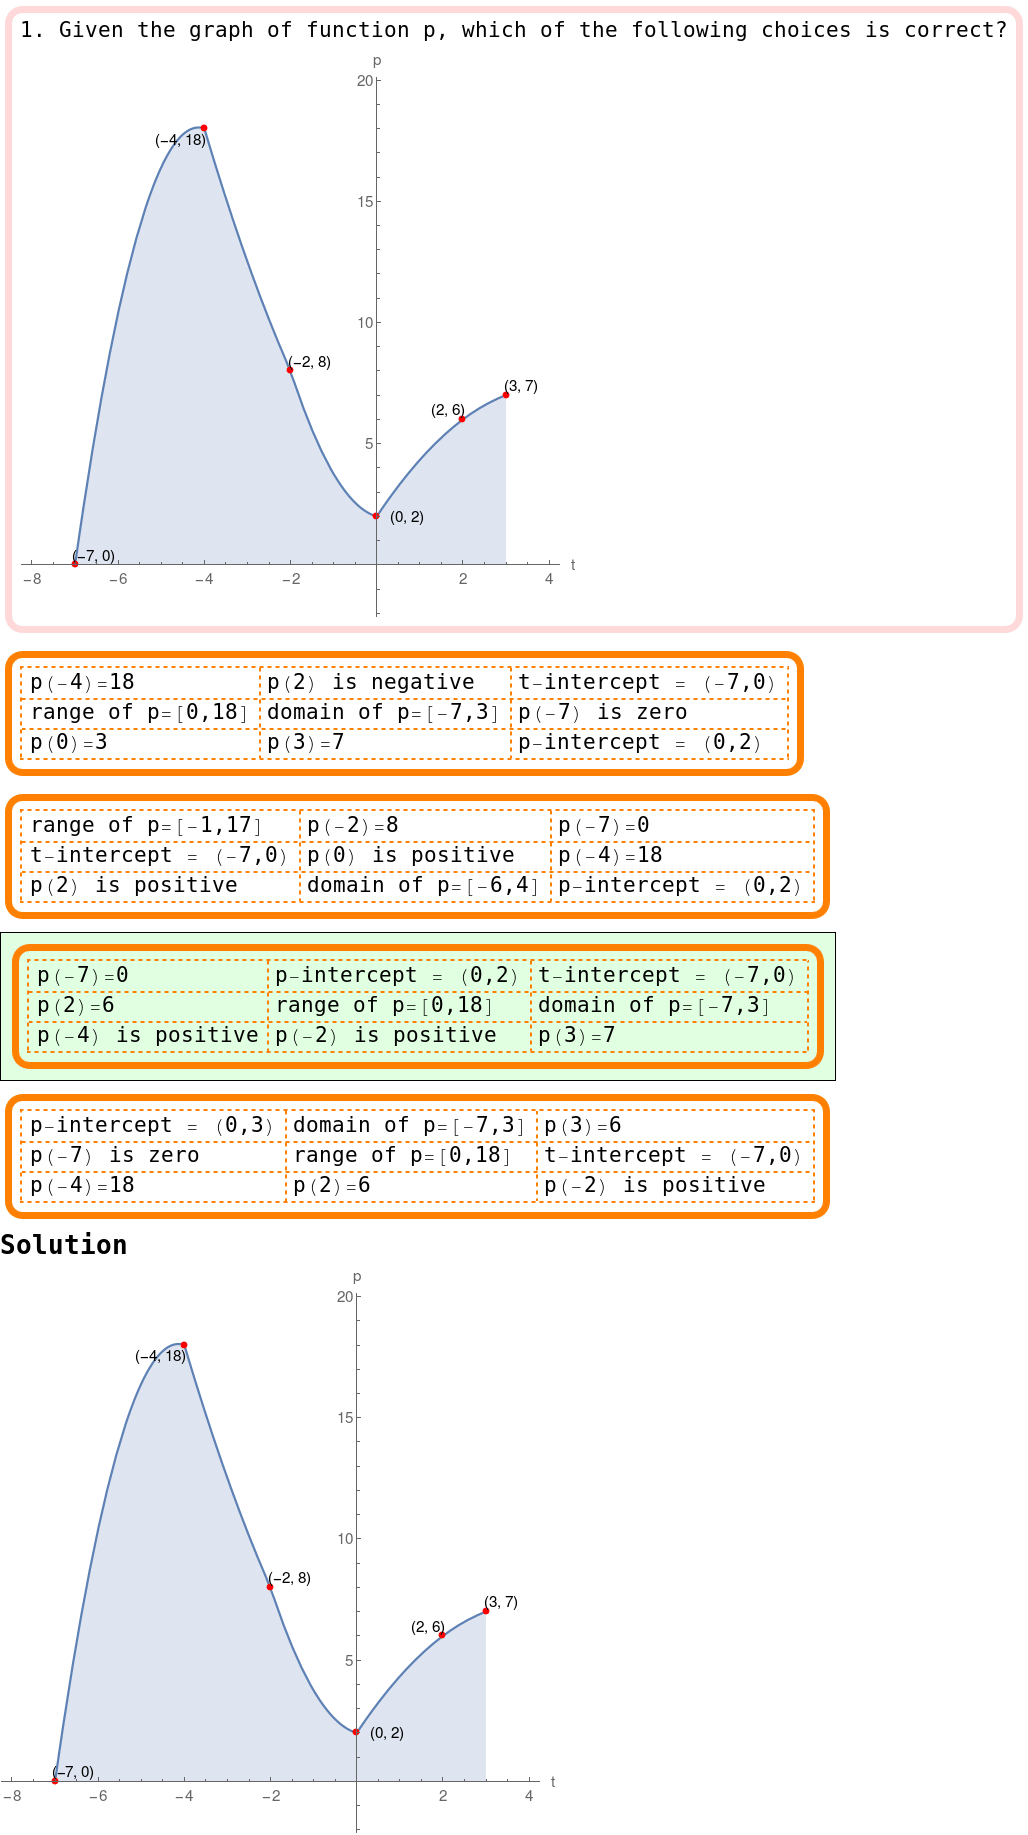 1. Given the graph of function p, which of the following choices is correct?
p
20
(−4, 18)
15
10
(−2, 8)
(3, 7)
(2, 6)
5
(0, 2)
(−7, 0)
−8 −6 −4 −2 2 4 t
p(−4)=18 p(2) is negative t-intercept = (−7,0)
range of p=[0,18] domain of p=[−7,3] p(−7) is zero
p(0)=3 p(3)=7 p-intercept = (0,2)
range of p=[−1,17] p(−2)=8 p(−7)=0
t-intercept = (−7,0) p(0) is positive p(−4)=18
p(2) is positive domain of p=[−6,4] p-intercept = (0,2)
p(−7)=0 p-intercept = (0,2) t-intercept = (−7,0)
p(2)=6 range of p=[0,18] domain of p=[−7,3]
p(−4) is positive p(−2) is positive p(3)=7
p-intercept = (0,3) domain of p=[−7,3] p(3)=6
p(−7) is zero range of p=[0,18] t-intercept = (−7,0)
p(−4)=18 p(2)=6 p(−2) is positive
Solution
p
20
(−4, 18)
15
10
(−2, 8)
(3, 7)
(2, 6)
5
(0, 2)
(−7, 0)
−8 −6 −4 −2 2 4 t